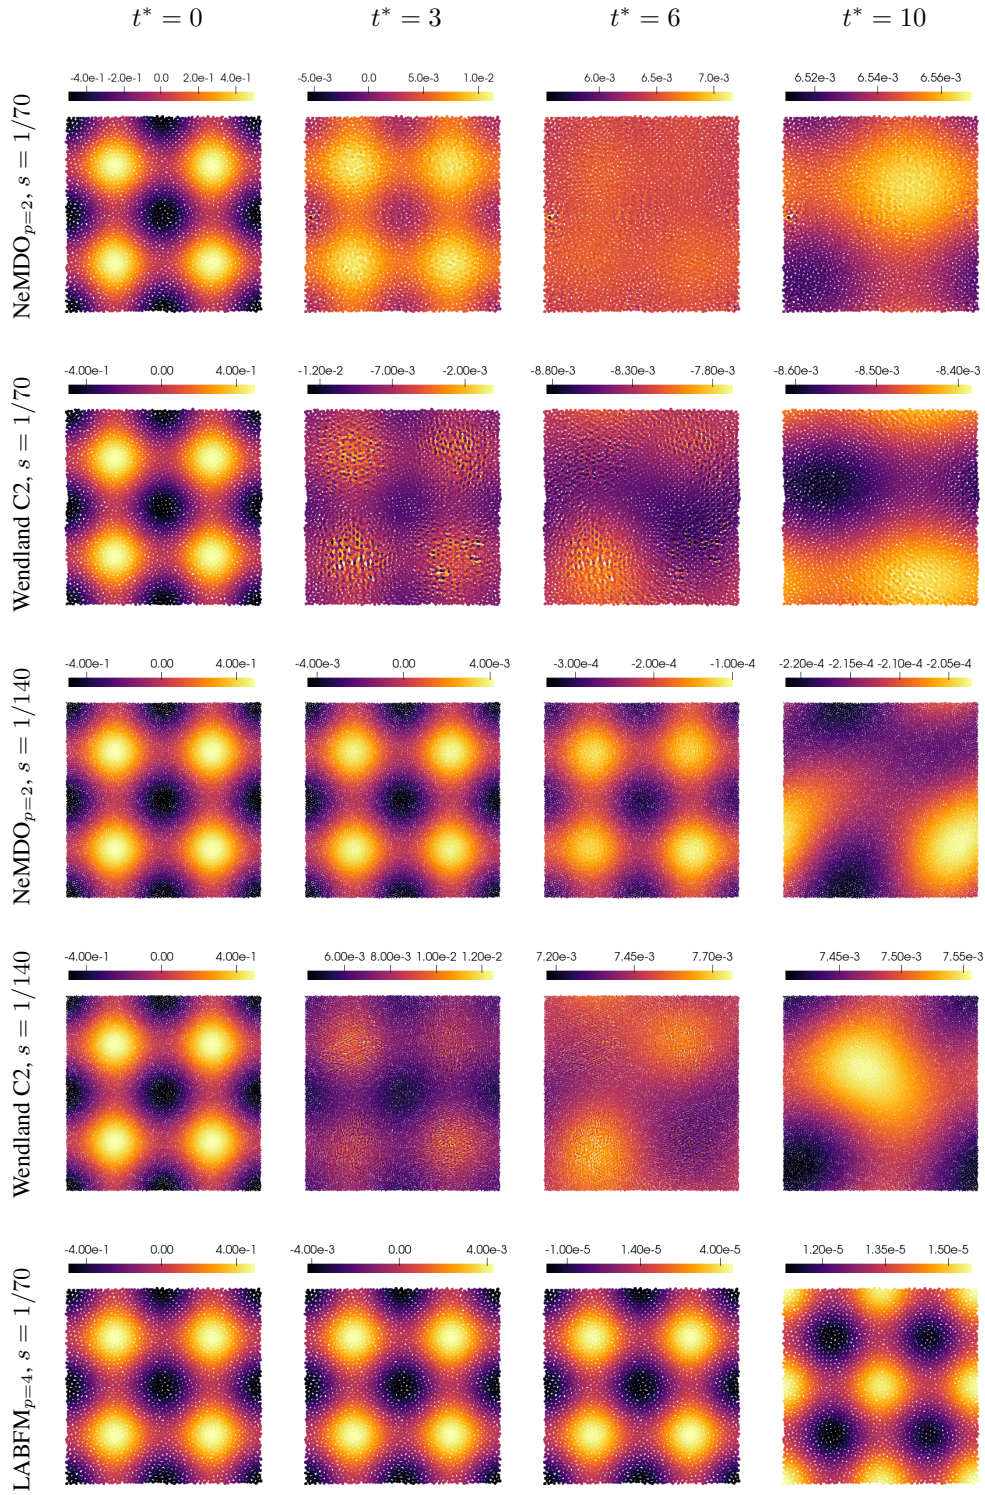 t* = 0 t* = 3 t* = 6 t* = 10
NeMDO_{p=2}, s = 1/70
-4.0e-1 -2.0e-1 0.0 2.0e-1 4.0e-1
-5.0e-3 0.0 5.0e-3 1.0e-2
6.0e-3 6.5e-3 7.0e-3
6.52e-3 6.54e-3 6.56e-3
Wendland C2, s = 1/70
-4.00e-1 0.00 4.00e-1
-1.20e-2 -7.00e-3 -2.00e-3
-8.80e-3 -8.30e-3 -7.80e-3
-8.60e-3 -8.50e-3 -8.40e-3
NeMDO_{p=2}, s = 1/140
-4.00e-1 0.00 4.00e-1
-4.00e-3 0.00 4.00e-3
-3.00e-4 -2.00e-4 -1.00e-4
-2.20e-4 -2.15e-4 -2.10e-4 -2.05e-4
Wendland C2, s = 1/140
-4.00e-1 0.00 4.00e-1
6.00e-3 8.00e-3 1.00e-2 1.20e-2
7.20e-3 7.45e-3 7.70e-3
7.45e-3 7.50e-3 7.55e-3
LABFM_{p=4}, s = 1/70
-4.00e-1 0.00 4.00e-1
-4.00e-3 0.00 4.00e-3
-1.00e-5 1.40e-5 4.00e-5
1.20e-5 1.35e-5 1.50e-5